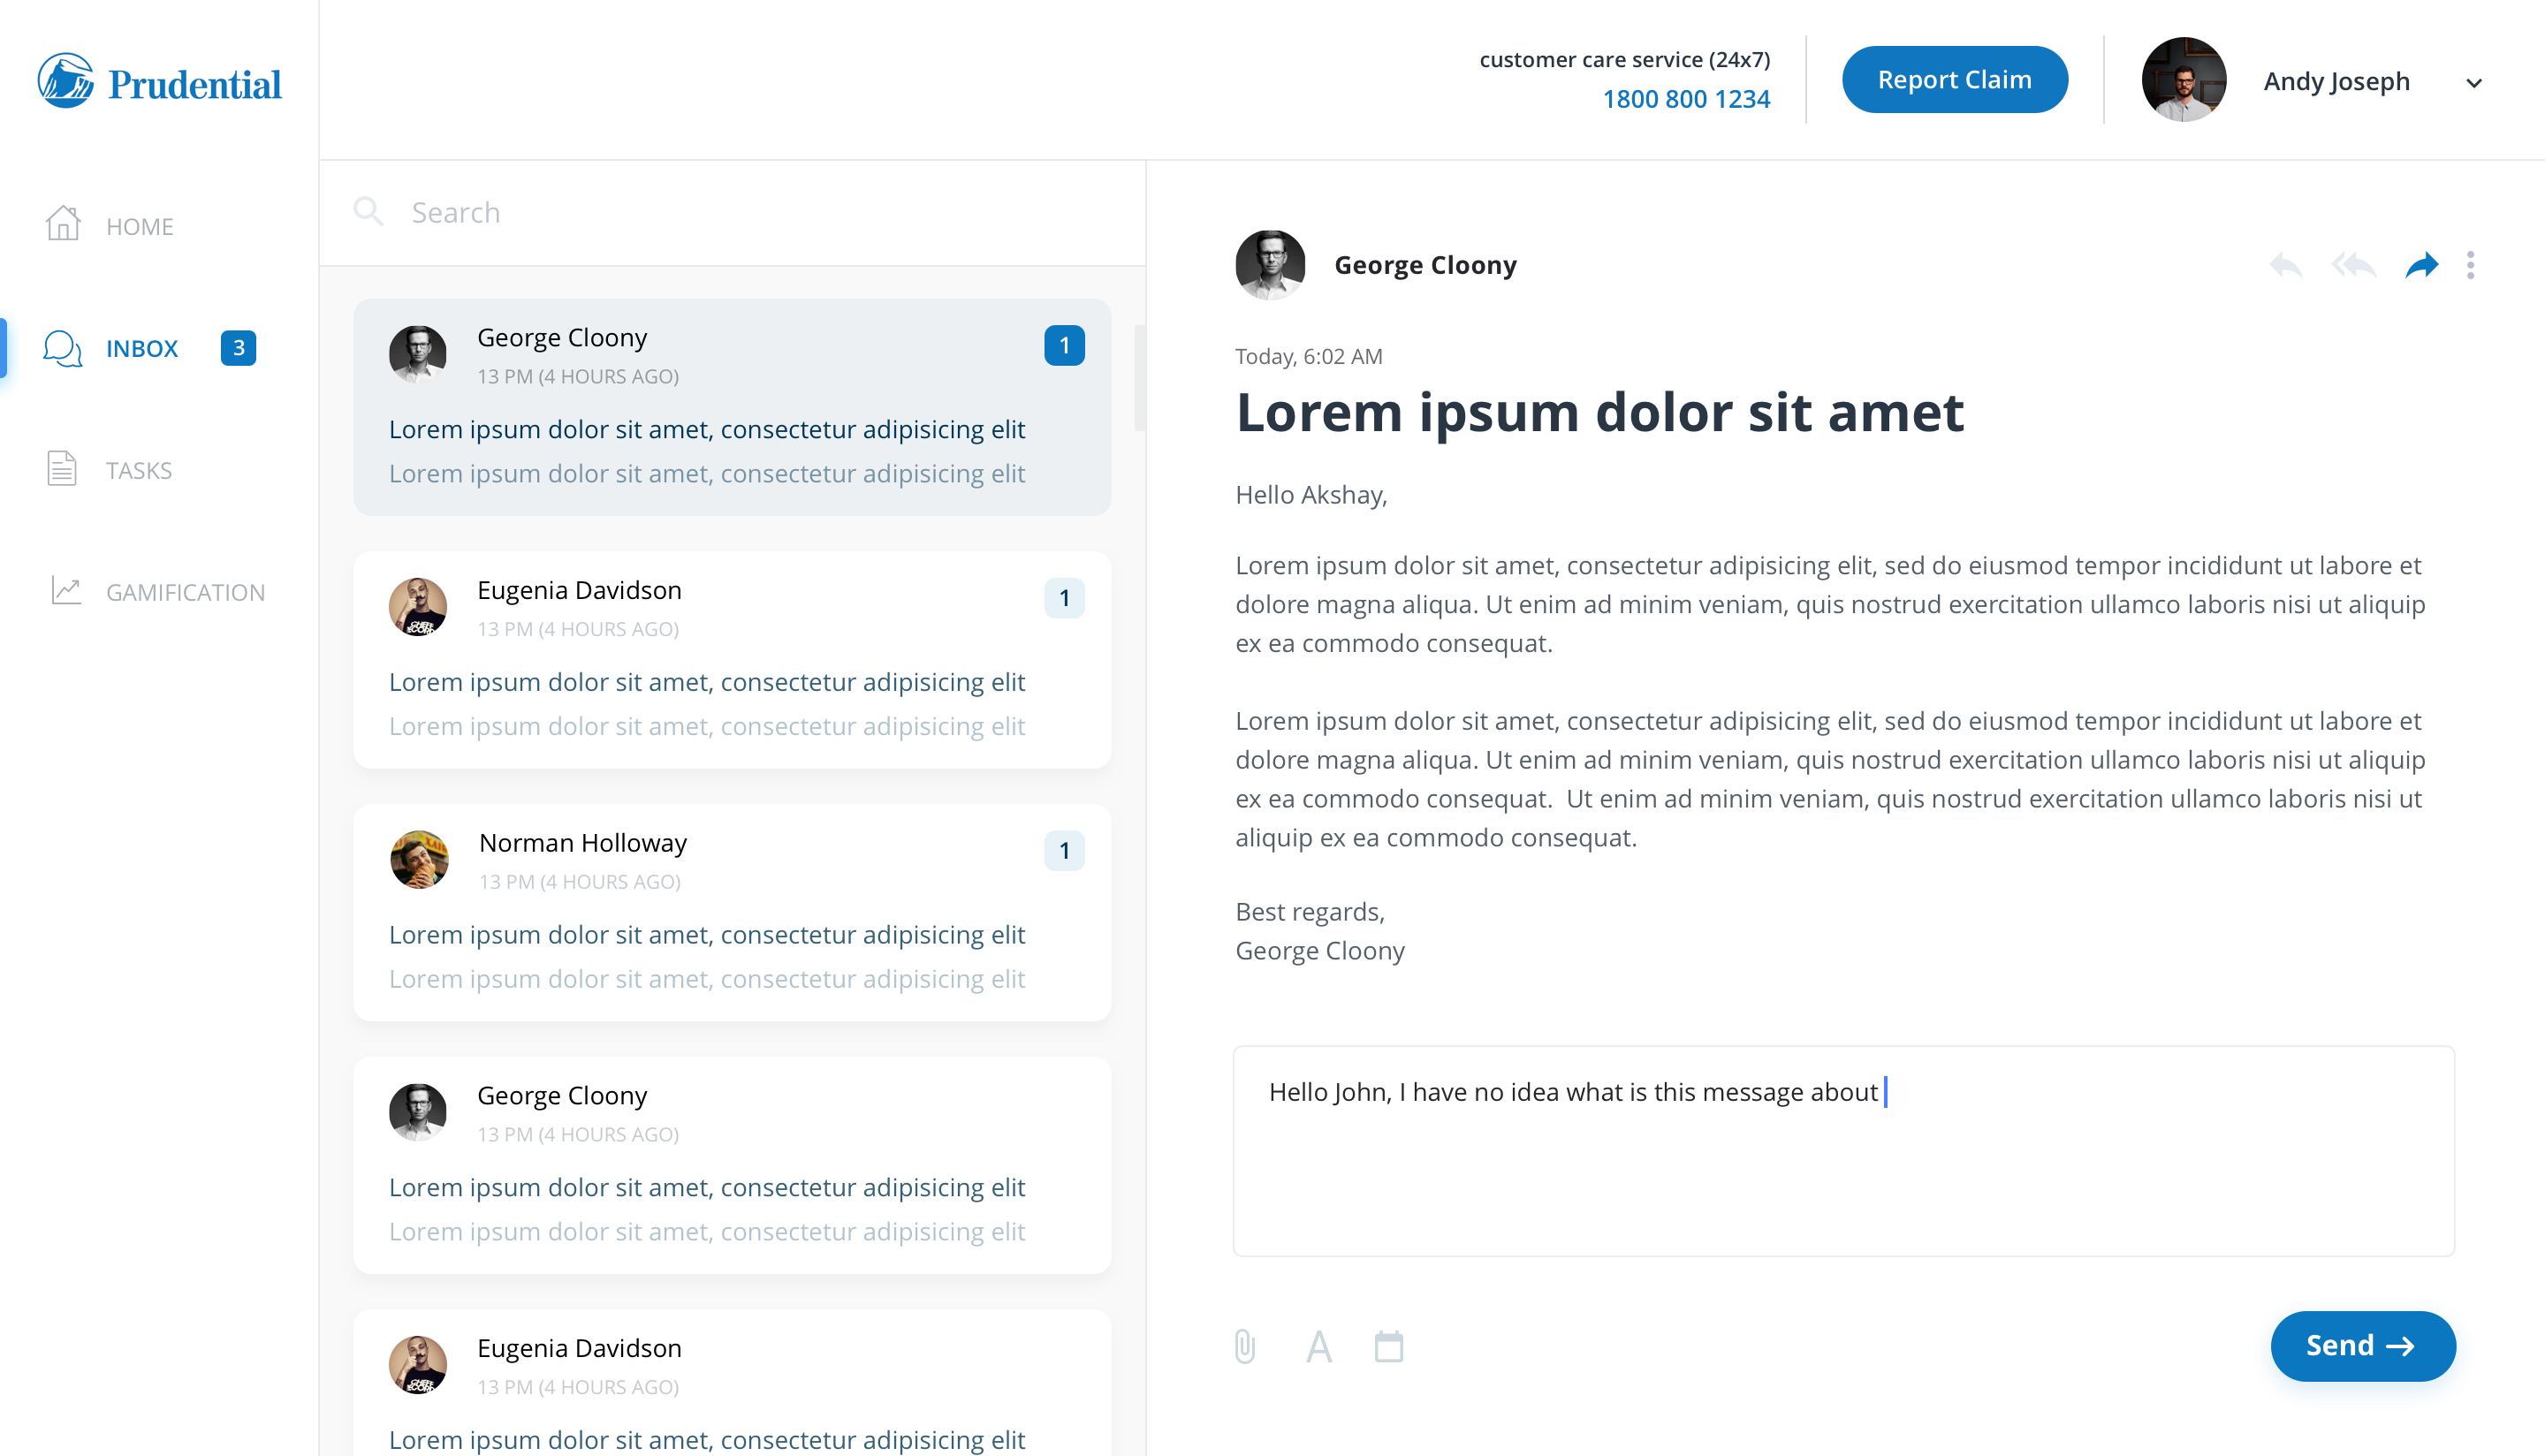 Prudential
customer care service (24x7)
1800 800 1234
Report Claim
Andy Joseph
HOME
INBOX 3
TASKS
GAMIFICATION
Search
George Cloony
1
13 PM (4 HOURS AGO)
Lorem ipsum dolor sit amet, consectetur adipisicing elit
Lorem ipsum dolor sit amet, consectetur adipisicing elit
Eugenia Davidson
1
13 PM (4 HOURS AGO)
Lorem ipsum dolor sit amet, consectetur adipisicing elit
Lorem ipsum dolor sit amet, consectetur adipisicing elit
Norman Holloway
1
13 PM (4 HOURS AGO)
Lorem ipsum dolor sit amet, consectetur adipisicing elit
Lorem ipsum dolor sit amet, consectetur adipisicing elit
George Cloony
13 PM (4 HOURS AGO)
Lorem ipsum dolor sit amet, consectetur adipisicing elit
Lorem ipsum dolor sit amet, consectetur adipisicing elit
Eugenia Davidson
13 PM (4 HOURS AGO)
Lorem ipsum dolor sit amet, consectetur adipisicing elit
George Cloony
Today, 6:02 AM
Lorem ipsum dolor sit amet
Hello Akshay,
Lorem ipsum dolor sit amet, consectetur adipisicing elit, sed do eiusmod tempor incididunt ut labore et
dolore magna aliqua. Ut enim ad minim veniam, quis nostrud exercitation ullamco laboris nisi ut aliquip
ex ea commodo consequat.
Lorem ipsum dolor sit amet, consectetur adipisicing elit, sed do eiusmod tempor incididunt ut labore et
dolore magna aliqua. Ut enim ad minim veniam, quis nostrud exercitation ullamco laboris nisi ut aliquip
ex ea commodo consequat.  Ut enim ad minim veniam, quis nostrud exercitation ullamco laboris nisi ut
aliquip ex ea commodo consequat.
Best regards,
George Cloony
Hello John, I have no idea what is this message about
A
Send →